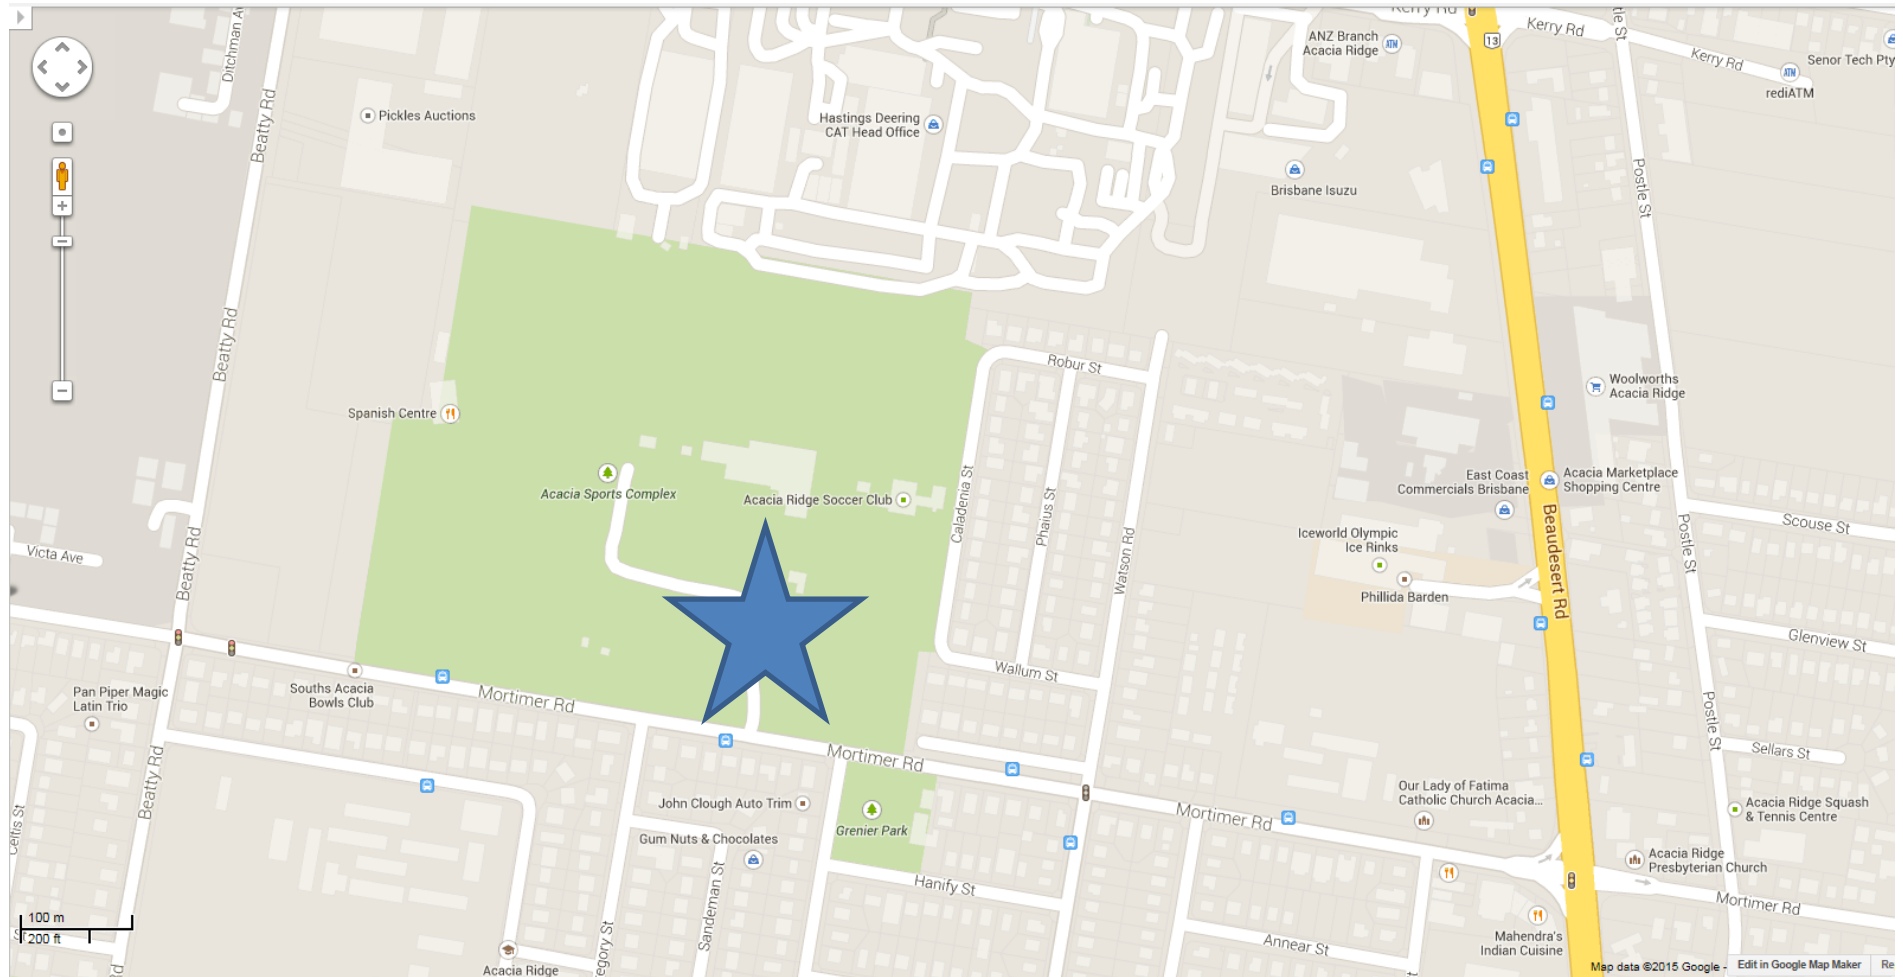 Kerry Rd
Kerry Rd
Kerry Rd
13
ANZ Branch
Acacia Ridge
ATM
Senor Tech Pty
ATM
rediATM
Beatty Rd
Pickles Auctions
Hastings Deering
CAT Head Office
Brisbane Isuzu
Postle St
Beatty Rd
Robur St
Woolworths
Acacia Ridge
Spanish Centre
Acacia Sports Complex
Acacia Ridge Soccer Club
Caladenia St
Phaius St
Watson Rd
East Coast
Commercials Brisbane
Acacia Marketplace
Shopping Centre
Iceworld Olympic
Ice Rinks
Phillida Barden
Beaudesert Rd
Postle St
Scouse St
Victa Ave
Beatty Rd
Glenview St
Wallum St
Souths Acacia
Bowls Club
Mortimer Rd
Pan Piper Magic
Latin Trio
Beatty Rd
Mortimer Rd
Postle St
Sellars St
John Clough Auto Trim
Grenier Park
Gum Nuts & Chocolates
Mortimer Rd
Our Lady of Fatima
Catholic Church Acacia...
Acacia Ridge Squash
& Tennis Centre
Celtis St
Sandeman St
Hanify St
Acacia Ridge
Presbyterian Church
Mortimer Rd
100 m
200 ft
egory St
Annear St
Mahendra's
Indian Cuisine
Acacia Ridge
Map data ©2015 Google -
Edit in Google Map Maker
Re